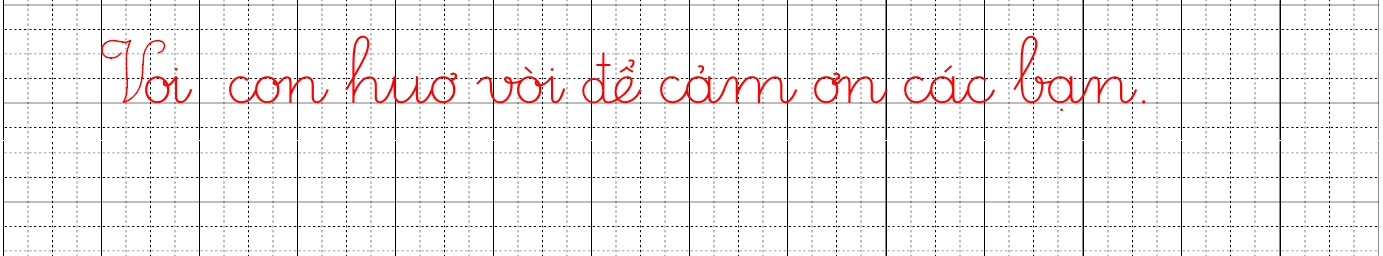 Voi con huơ vòi để cảm ơn các bạn.